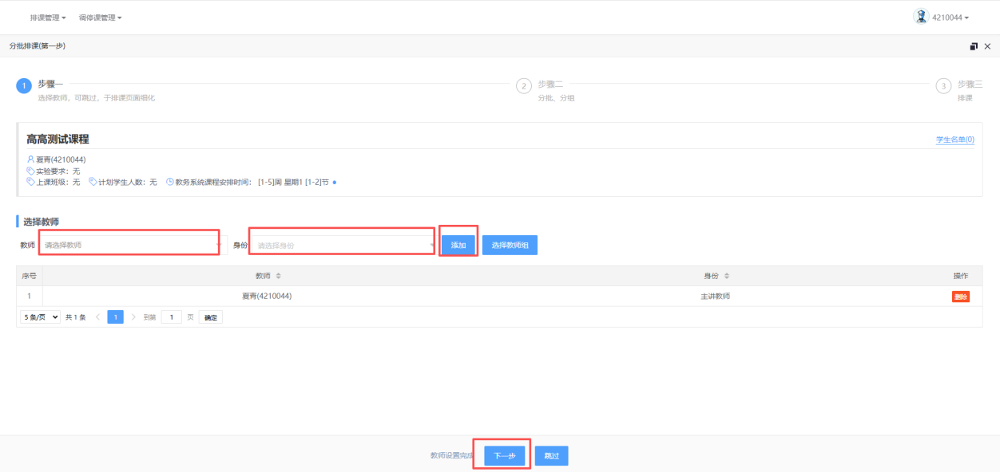 排课管理 调停课管理 4210044
分批排课(第一步)
1 步骤一 2 步骤二 3 步骤三
选择教师，可跳过，于排课页面细化 分批、分组 排课
高高测试课程 学生名单(0)
夏青(4210044)
实验要求：无
上课班级：无 计划学生人数：无 教务系统课程安排时间： [1-5]周 星期1 [1-2]节
选择教师
教师 请选择教师 身份 请选择身份 添加 选择教师组
序号 教师 身份 操作
1 夏青(4210044) 主讲教师 删除
5 条/页 共 1 条 1 到第 1 页 确定
教师设置完成 下一步 跳过